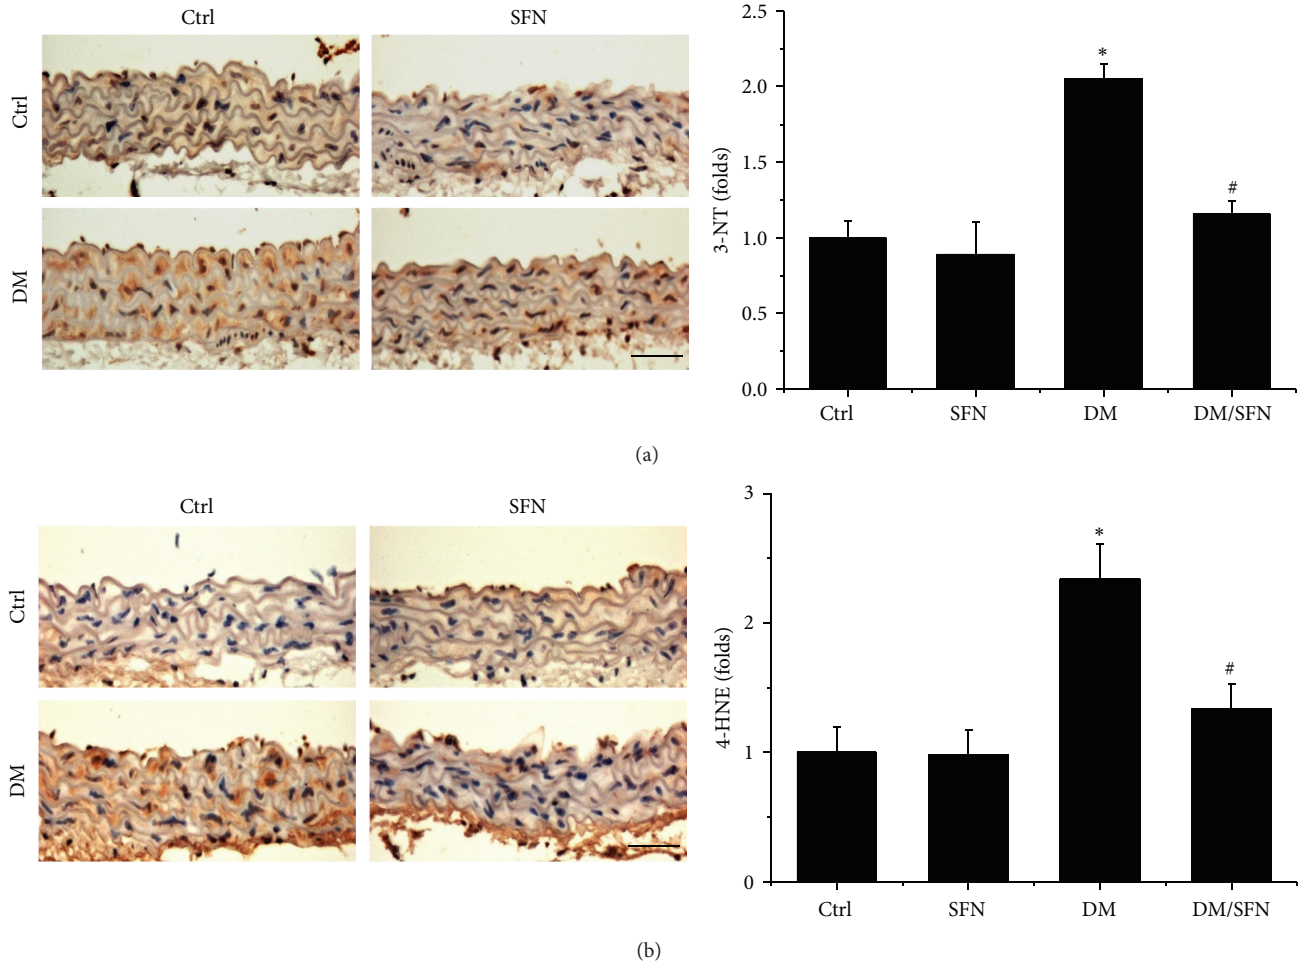 Ctrl
SFN
Ctrl
DM
3-NT (folds)
2.5
2.0
1.5
1.0
0.5
0.0
*
#
Ctrl
SFN
DM
DM/SFN
(a)
Ctrl
SFN
Ctrl
DM
4-HNE (folds)
3
2
1
0
*
#
Ctrl
SFN
DM
DM/SFN
(b)